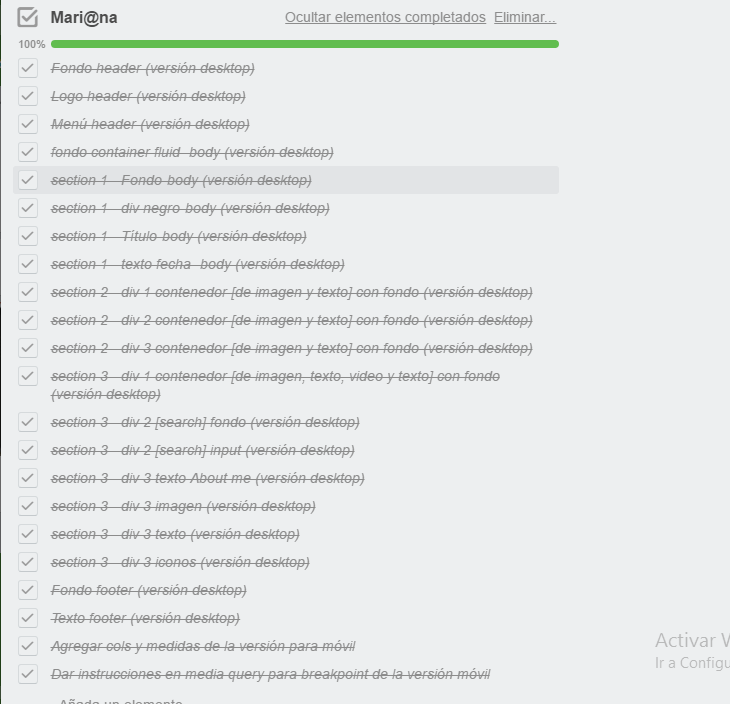 Mari@na
Ocultar elementos completados Eliminar...
100%
Fondo header (versión desktop)
Logo header (versión desktop)
Menú header (versión desktop)
fondo container fluid -body (versión desktop)
section 1 - Fondo-body (versión desktop)
section 1 - div negro-body (versión desktop)
section 1 - Título-body (versión desktop)
section 1 - texto fecha -body (versión desktop)
section 2 - div 1 contenedor [de imagen y texto] con fondo (versión desktop)
section 2 - div 2 contenedor [de imagen y texto] con fondo (versión desktop)
section 2 - div 3 contenedor [de imagen y texto] con fondo (versión desktop)
section 3 - div 1 contenedor [de imagen, texto, video y texto] con fondo
(versión desktop)
section 3 - div 2 [search] fondo (versión desktop)
section 3 - div 2 [search] input (versión desktop)
section 3 - div 3 texto About me (versión desktop)
section 3 - div 3 imagen (versión desktop)
section 3 - div 3 texto (versión desktop)
section 3 - div 3 iconos (versión desktop)
Fondo footer (versión desktop)
Texto footer (versión desktop)
Agregar cols y medidas de la versión para móvil
Dar instrucciones en media query para breakpoint de la versión móvil
Añada un elemento
Activar W
Ir a Configu